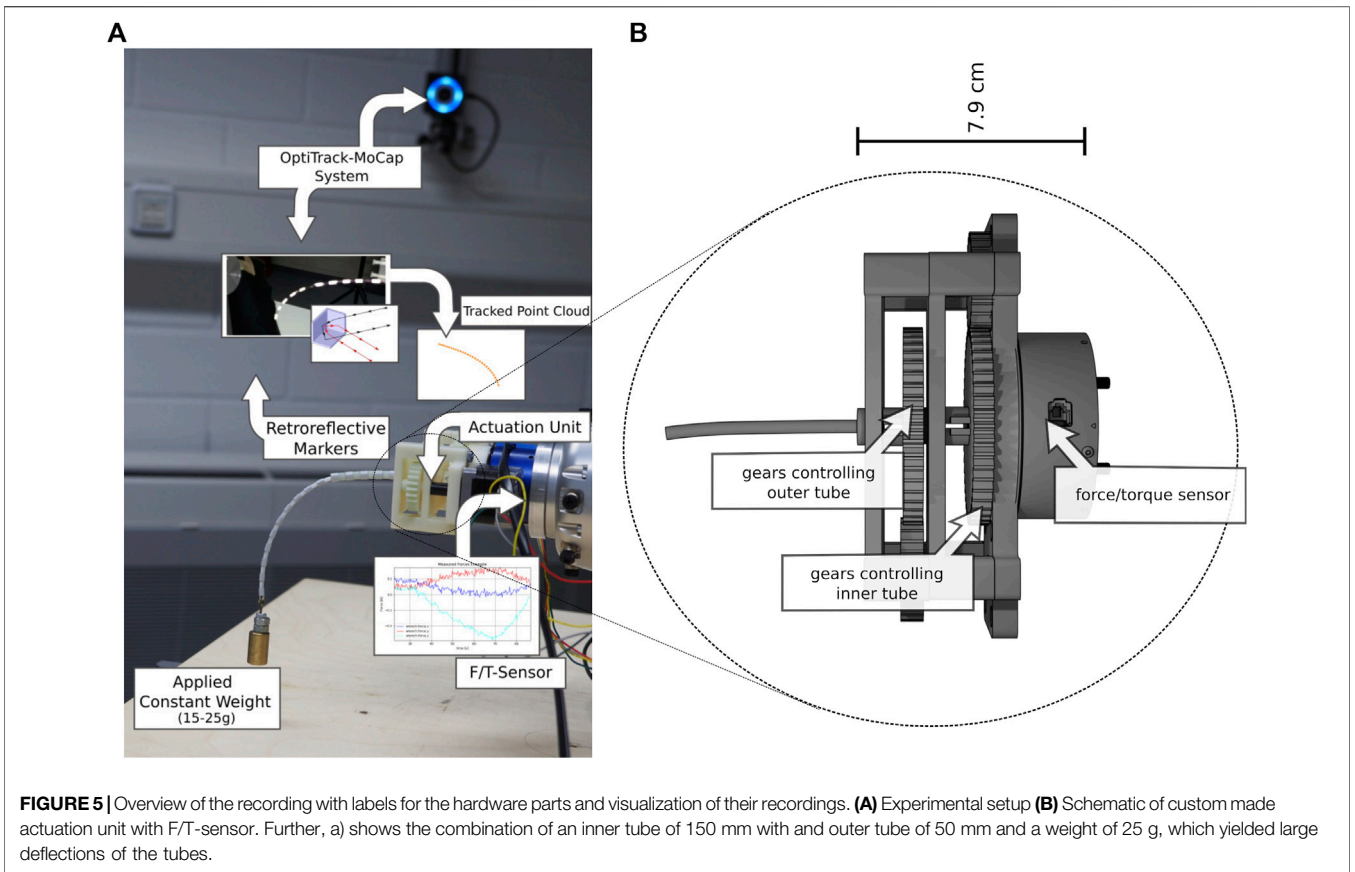 A
B
7.9 cm
OptiTrack-MoCap
System
Tracked Point Cloud
Retroreflective
Markers
Actuation Unit
gears controlling
outer tube
force/torque sensor
gears controlling
inner tube
F/T-Sensor
Applied
Constant Weight
(15-25g)
FIGURE 5 | Overview of the recording with labels for the hardware parts and visualization of their recordings. (A) Experimental setup (B) Schematic of custom made
actuation unit with F/T-sensor. Further, a) shows the combination of an inner tube of 150 mm with and outer tube of 50 mm and a weight of 25 g, which yielded large
deflections of the tubes.